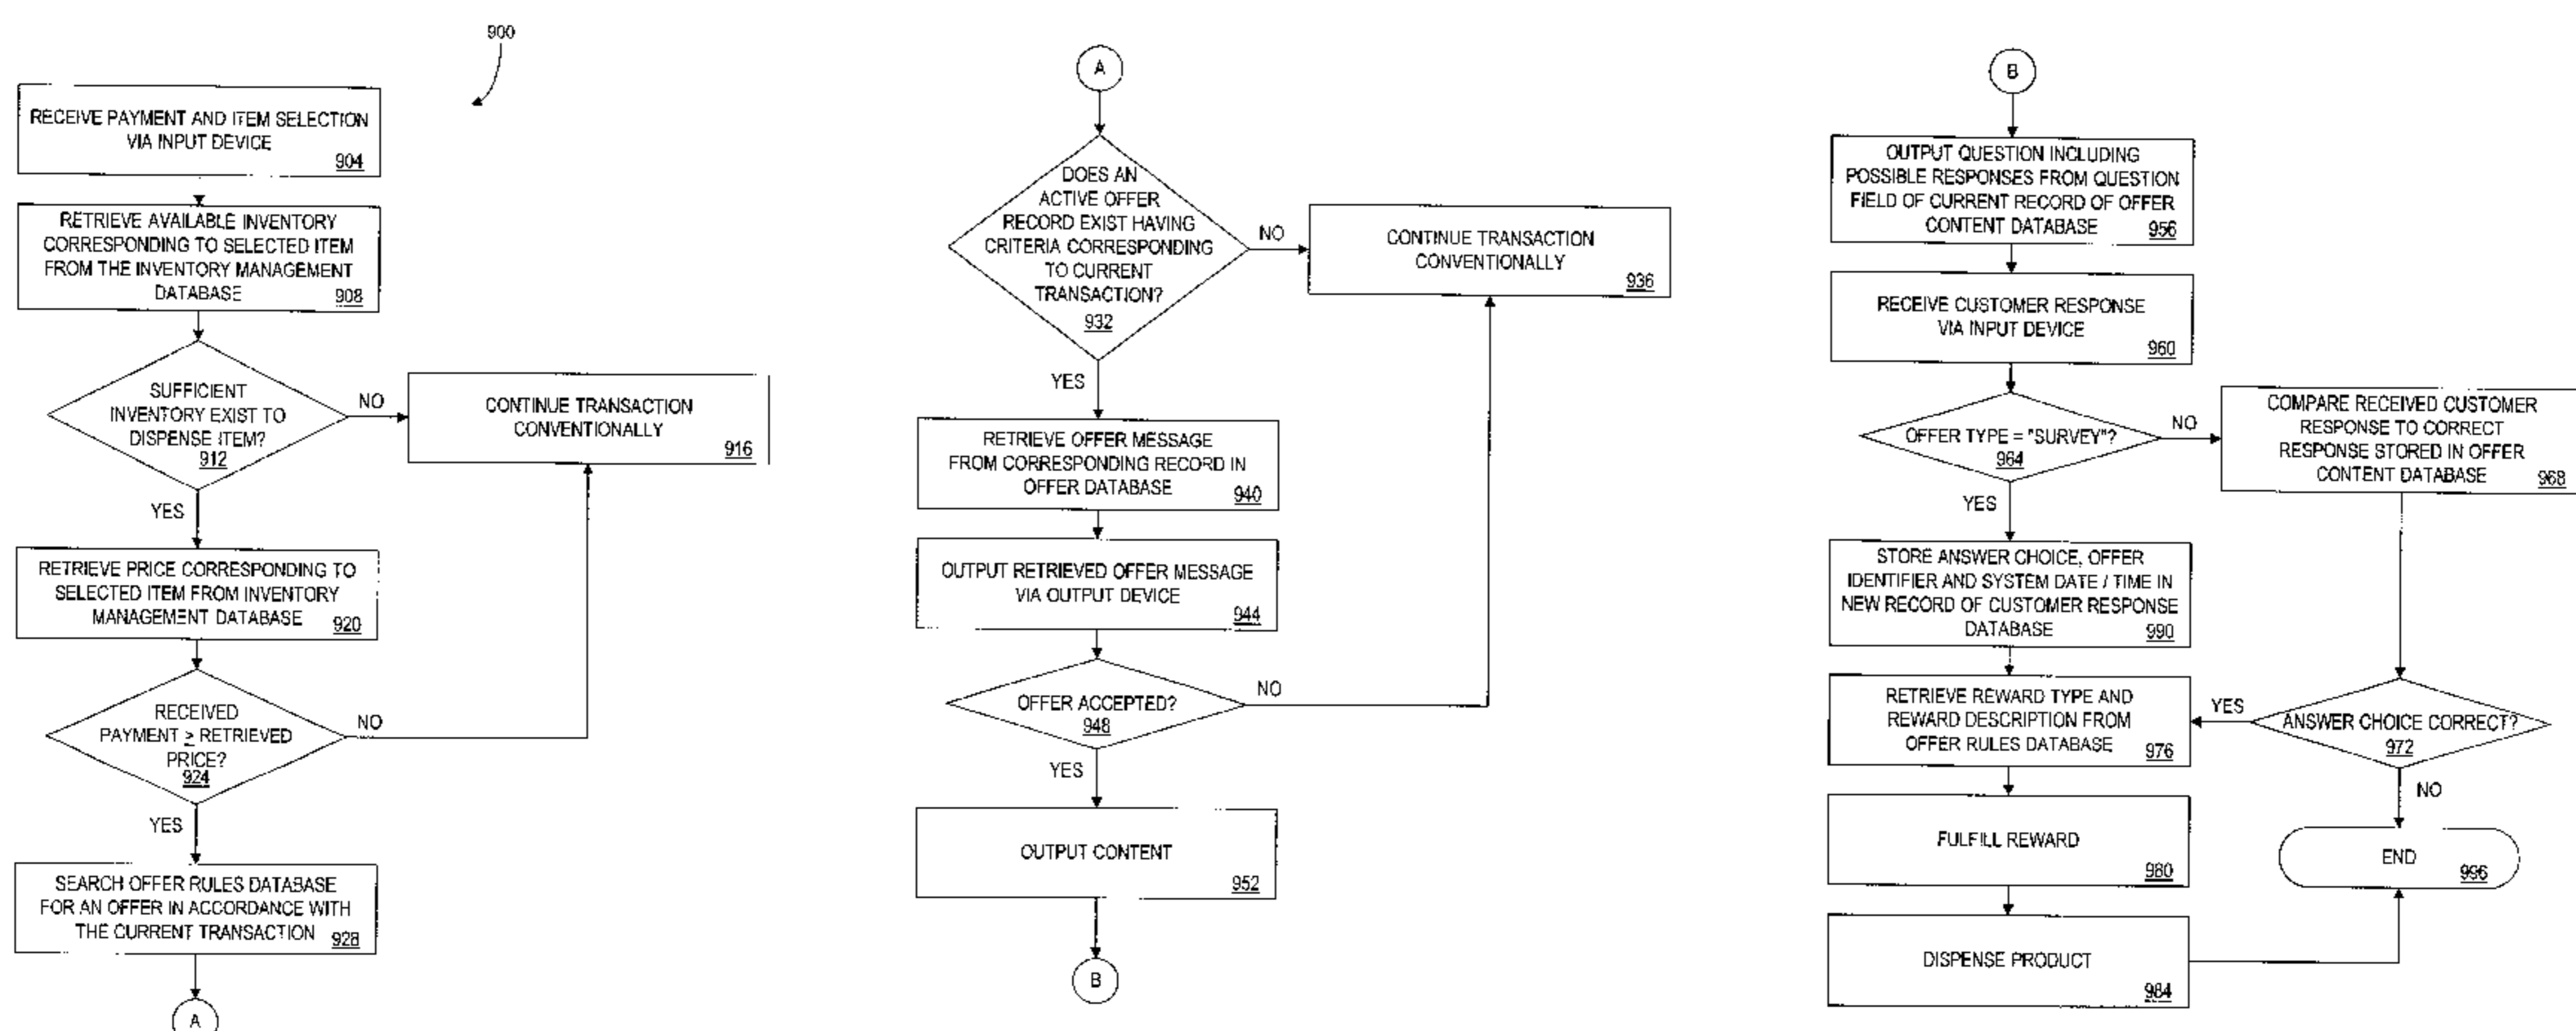 900
RECEIVE PAYMENT AND ITEM SELECTION
VIA INPUT DEVICE
904
RETRIEVE AVAILABLE INVENTORY
CORRESPONDING TO SELECTED ITEM
FROM THE INVENTORY MANAGEMENT
DATABASE 908
SUFFICIENT
INVENTORY EXIST TO
DISPENSE ITEM?
912
NO
YES
CONTINUE TRANSACTION
CONVENTIONALLY
916
RETRIEVE PRICE CORRESPONDING TO
SELECTED ITEM FROM INVENTORY
MANAGEMENT DATABASE 920
RECEIVED
PAYMENT ≥ RETRIEVED
PRICE?
924
NO
YES
SEARCH OFFER RULES DATABASE
FOR AN OFFER IN ACCORDANCE WITH
THE CURRENT TRANSACTION 928
A
A
DOES AN
ACTIVE OFFER
RECORD EXIST HAVING
CRITERIA CORRESPONDING
TO CURRENT
TRANSACTION?
932
NO
YES
CONTINUE TRANSACTION
CONVENTIONALLY
936
RETRIEVE OFFER MESSAGE
FROM CORRESPONDING RECORD IN
OFFER DATABASE 940
OUTPUT RETRIEVED OFFER MESSAGE
VIA OUTPUT DEVICE
944
OFFER ACCEPTED?
948
NO
YES
OUTPUT CONTENT
952
B
B
OUTPUT QUESTION INCLUDING
POSSIBLE RESPONSES FROM QUESTION
FIELD OF CURRENT RECORD OF OFFER
CONTENT DATABASE 956
RECEIVE CUSTOMER RESPONSE
VIA INPUT DEVICE
960
OFFER TYPE = "SURVEY"?
964
NO
YES
COMPARE RECEIVED CUSTOMER
RESPONSE TO CORRECT
RESPONSE STORED IN OFFER
CONTENT DATABASE 968
STORE ANSWER CHOICE, OFFER
IDENTIFIER AND SYSTEM DATE / TIME IN
NEW RECORD OF CUSTOMER RESPONSE
DATABASE 990
RETRIEVE REWARD TYPE AND
REWARD DESCRIPTION FROM
OFFER RULES DATABASE 976
YES
ANSWER CHOICE CORRECT?
972
NO
FULFILL REWARD
980
END
996
DISPENSE PRODUCT
984